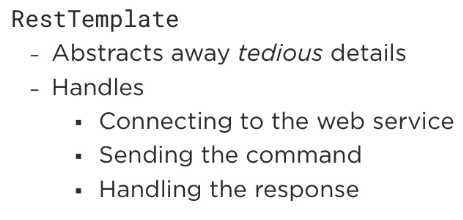 RestTemplate
- Abstracts away tedious details
- Handles
▪ Connecting to the web service
▪ Sending the command
▪ Handling the response